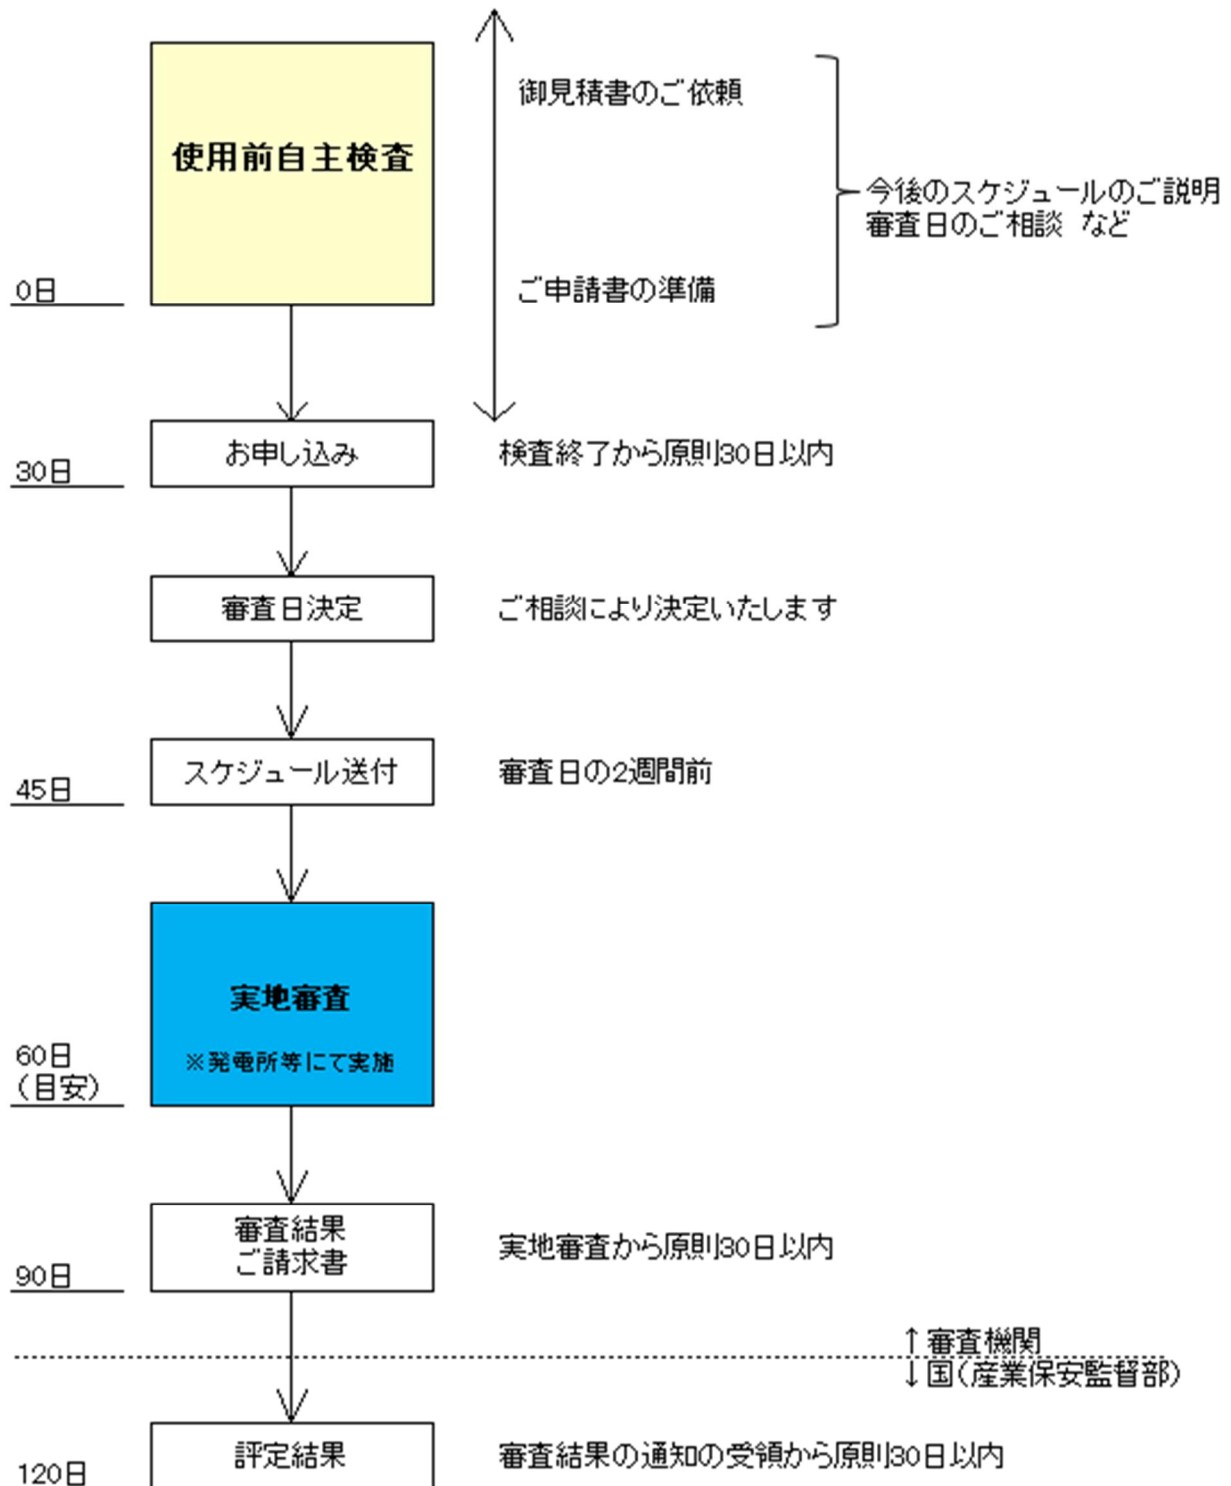 御見積書のご依頼
使用前自主検査
今後のスケジュールのご説明
審査日のご相談 など
0日
ご申請書の準備
お申し込み
検査終了から原則30日以内
30日
審査日決定
ご相談により決定いたします
スケジュール送付
審査日の2週間前
45日
実地審査
※発電所等にて実施
60日
(目安)
審査結果
ご請求書
実地審査から原則30日以内
90日
↑審査機関
↓国(産業保安監督部)
評定結果
審査結果の通知の受領から原則30日以内
120日